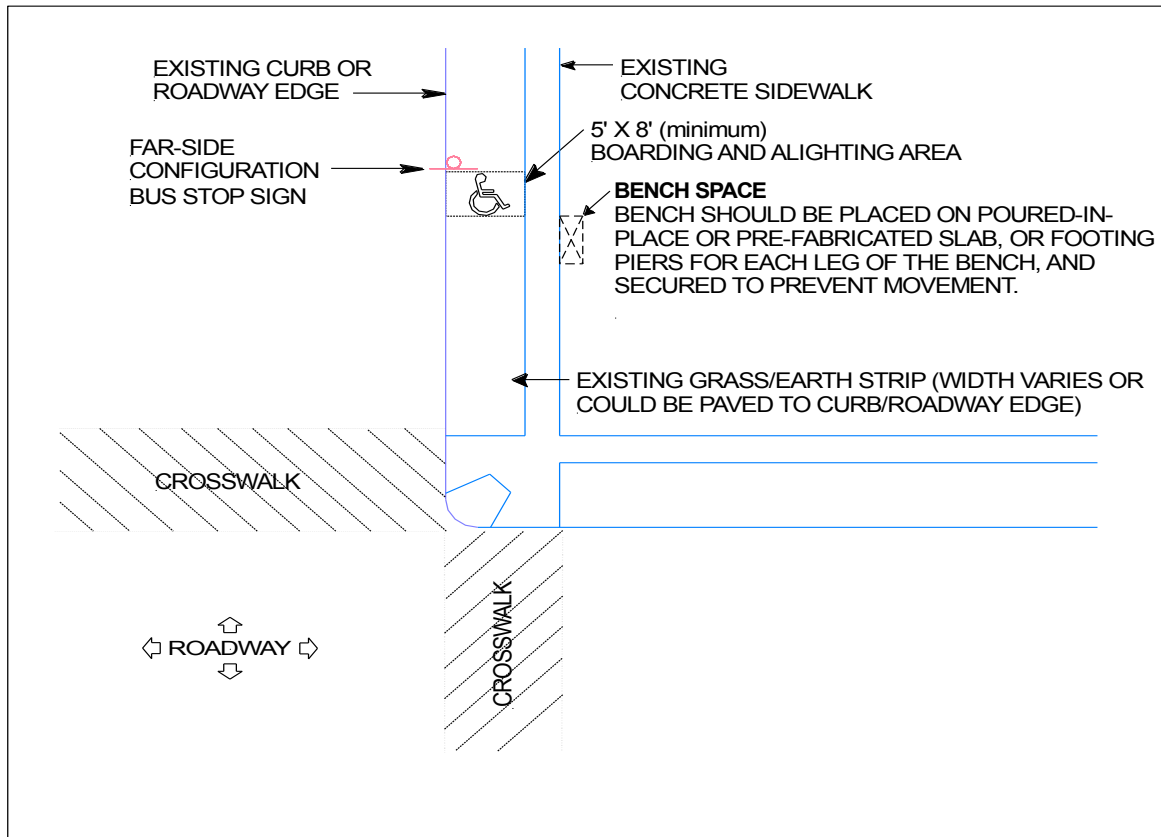 EXISTING CURB OR
ROADWAY EDGE
EXISTING
CONCRETE SIDEWALK
FAR-SIDE
CONFIGURATION
BUS STOP SIGN
5' X 8' (minimum)
BOARDING AND ALIGHTING AREA
BENCH SPACE
BENCH SHOULD BE PLACED ON POURED-IN-
PLACE OR PRE-FABRICATED SLAB, OR FOOTING
PIERS FOR EACH LEG OF THE BENCH, AND
SECURED TO PREVENT MOVEMENT.
EXISTING GRASS/EARTH STRIP (WIDTH VARIES OR
COULD BE PAVED TO CURB/ROADWAY EDGE)
CROSSWALK
CROSSWALK
ROADWAY